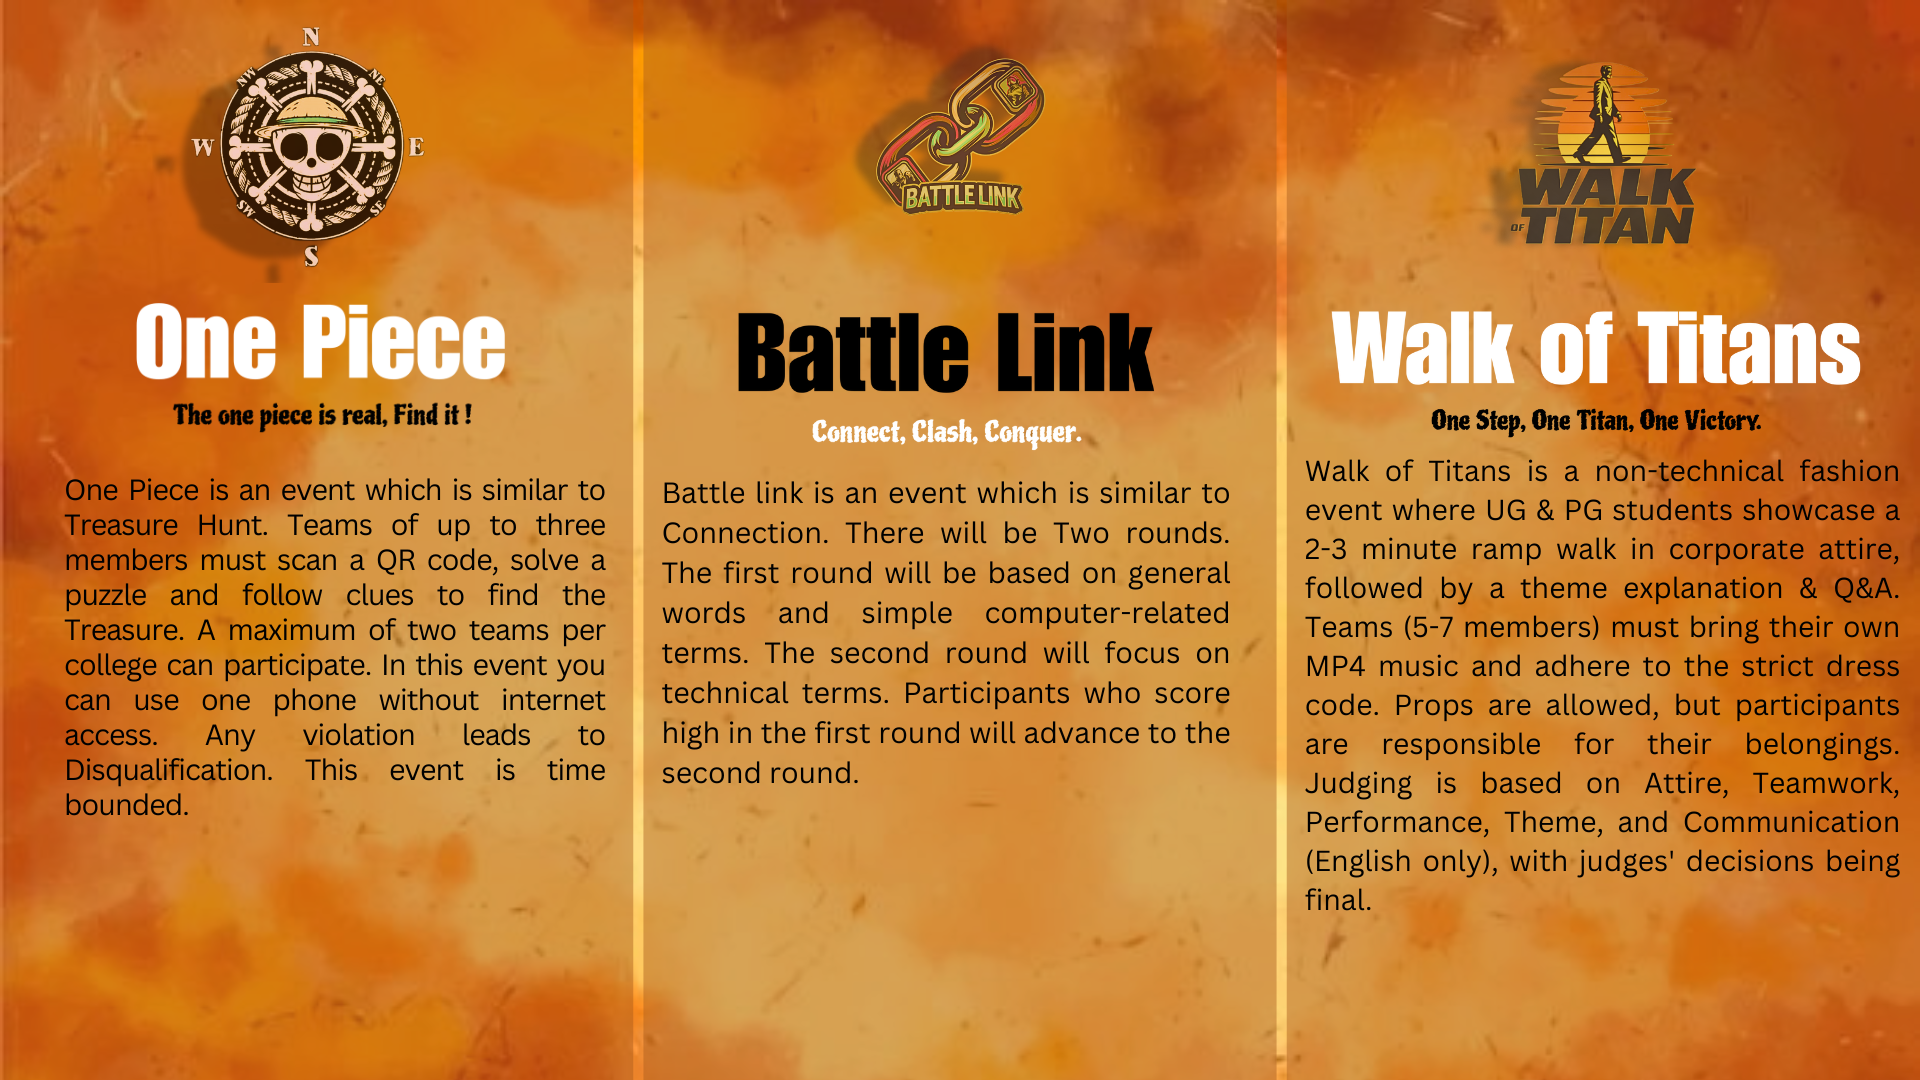 N
NW
NE
W
E
SW
SE
S
One Piece
The one piece is real, Find it !
One Piece is an event which is similar to
Treasure Hunt. Teams of up to three
members must scan a QR code, solve a
puzzle and follow clues to find the
Treasure. A maximum of two teams per
college can participate. In this event you
can use one phone without internet
access. Any violation leads to
Disqualification. This event is time
bounded.
BATTLE LINK
Battle Link
Connect, Clash, Conquer.
Battle link is an event which is similar to
Connection. There will be Two rounds.
The first round will be based on general
words and simple computer-related
terms. The second round will focus on
technical terms. Participants who score
high in the first round will advance to the
second round.
WALK
OF TITAN
Walk of Titans
One Step, One Titan, One Victory.
Walk of Titans is a non-technical fashion
event where UG & PG students showcase a
2-3 minute ramp walk in corporate attire,
followed by a theme explanation & Q&A.
Teams (5-7 members) must bring their own
MP4 music and adhere to the strict dress
code. Props are allowed, but participants
are responsible for their belongings.
Judging is based on Attire, Teamwork,
Performance, Theme, and Communication
(English only), with judges' decisions being
final.